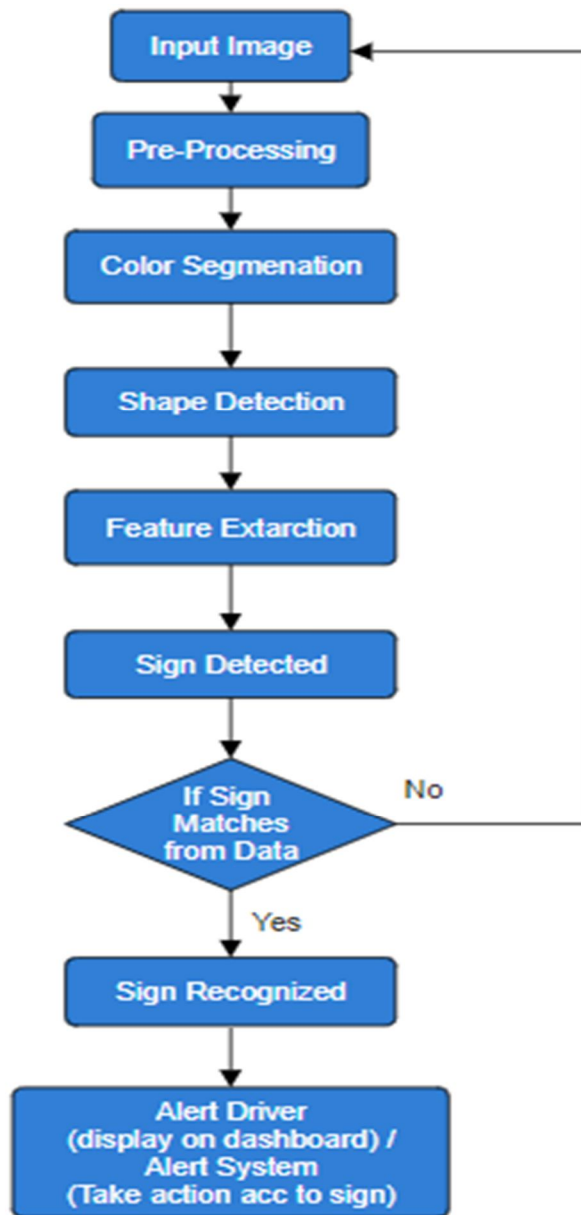 Input Image
Pre-Processing
Color Segmenation
Shape Detection
Feature Extarction
Sign Detected
If Sign
Matches
from Data
No
Yes
Sign Recognized
Alert Driver
(display on dashboard) /
Alert System
(Take action acc to sign)